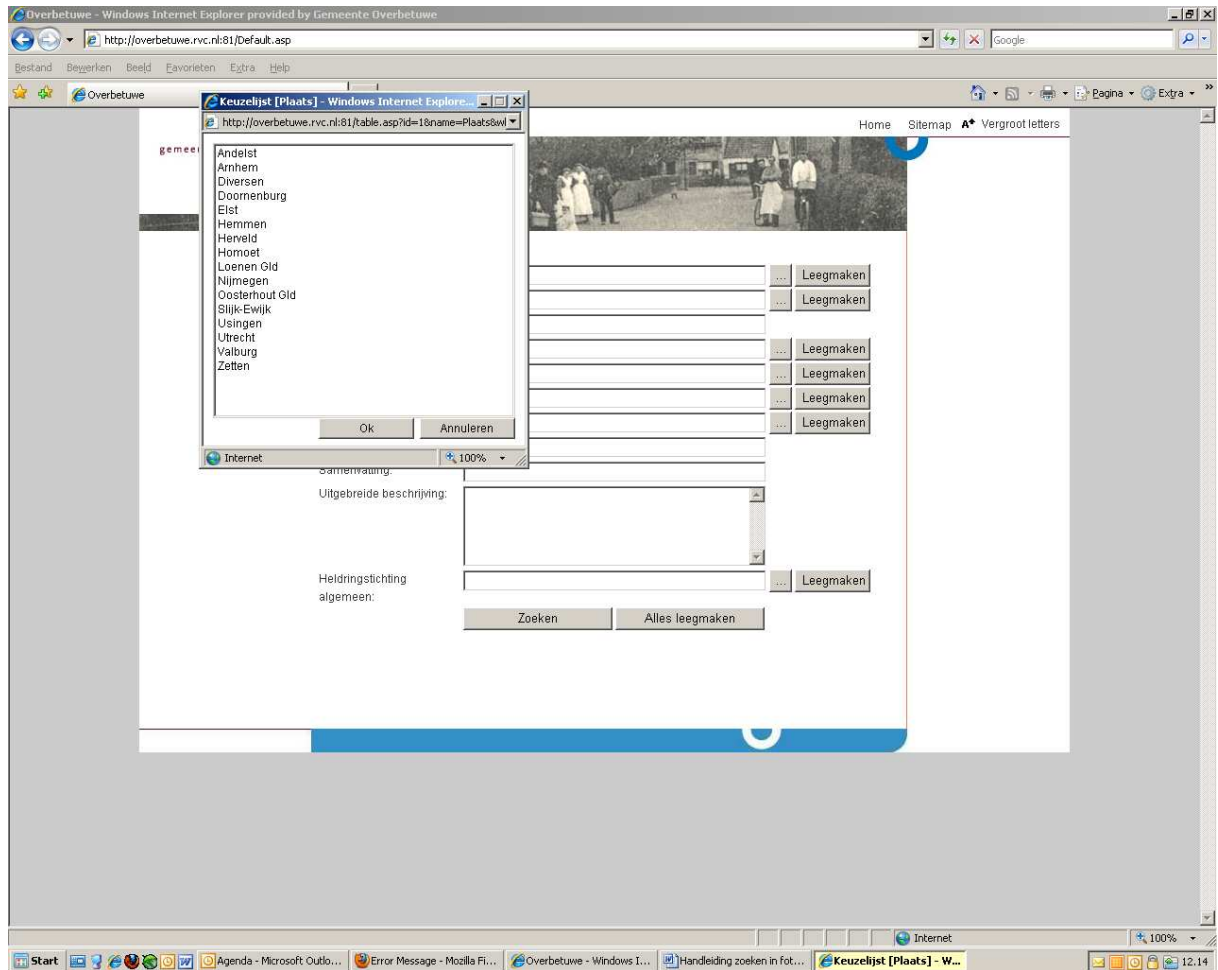 Overbetuwe - Windows Internet Explorer provided by Gemeente Overbetuwe
http://overbetuwe.rvc.nl:81/Default.asp
Google
Bestand Bewerken Beeld Favorieten Extra Help
Overbetuwe
Pagina Extra
Keuzelijst [Plaats] - Windows Internet Explore...
http://overbetuwe.rvc.nl:81/table.asp?id=1&name=Plaats&wl
Home Sitemap A+ Vergroot letters
gemeer
Andelst
Arnhem
Diversen
Doornenburg
Elst
Hemmen
Herveld
Homoet
Loenen Gld
Nijmegen
Oosterhout Gld
Slijk-Ewijk
Usingen
Utrecht
Valburg
Zetten
Ok Annuleren
Internet 100%
... Leegmaken
... Leegmaken
... Leegmaken
... Leegmaken
... Leegmaken
... Leegmaken
Samenvatting:
Uitgebreide beschrijving:
Heldringstichting
algemeen:
... Leegmaken
Zoeken Alles leegmaken
Internet 100%
Start Agenda - Microsoft Outlo... Error Message - Mozilla Fi... Overbetuwe - Windows I... Handleiding zoeken in fot... Keuzelijst [Plaats] - W... 12.14